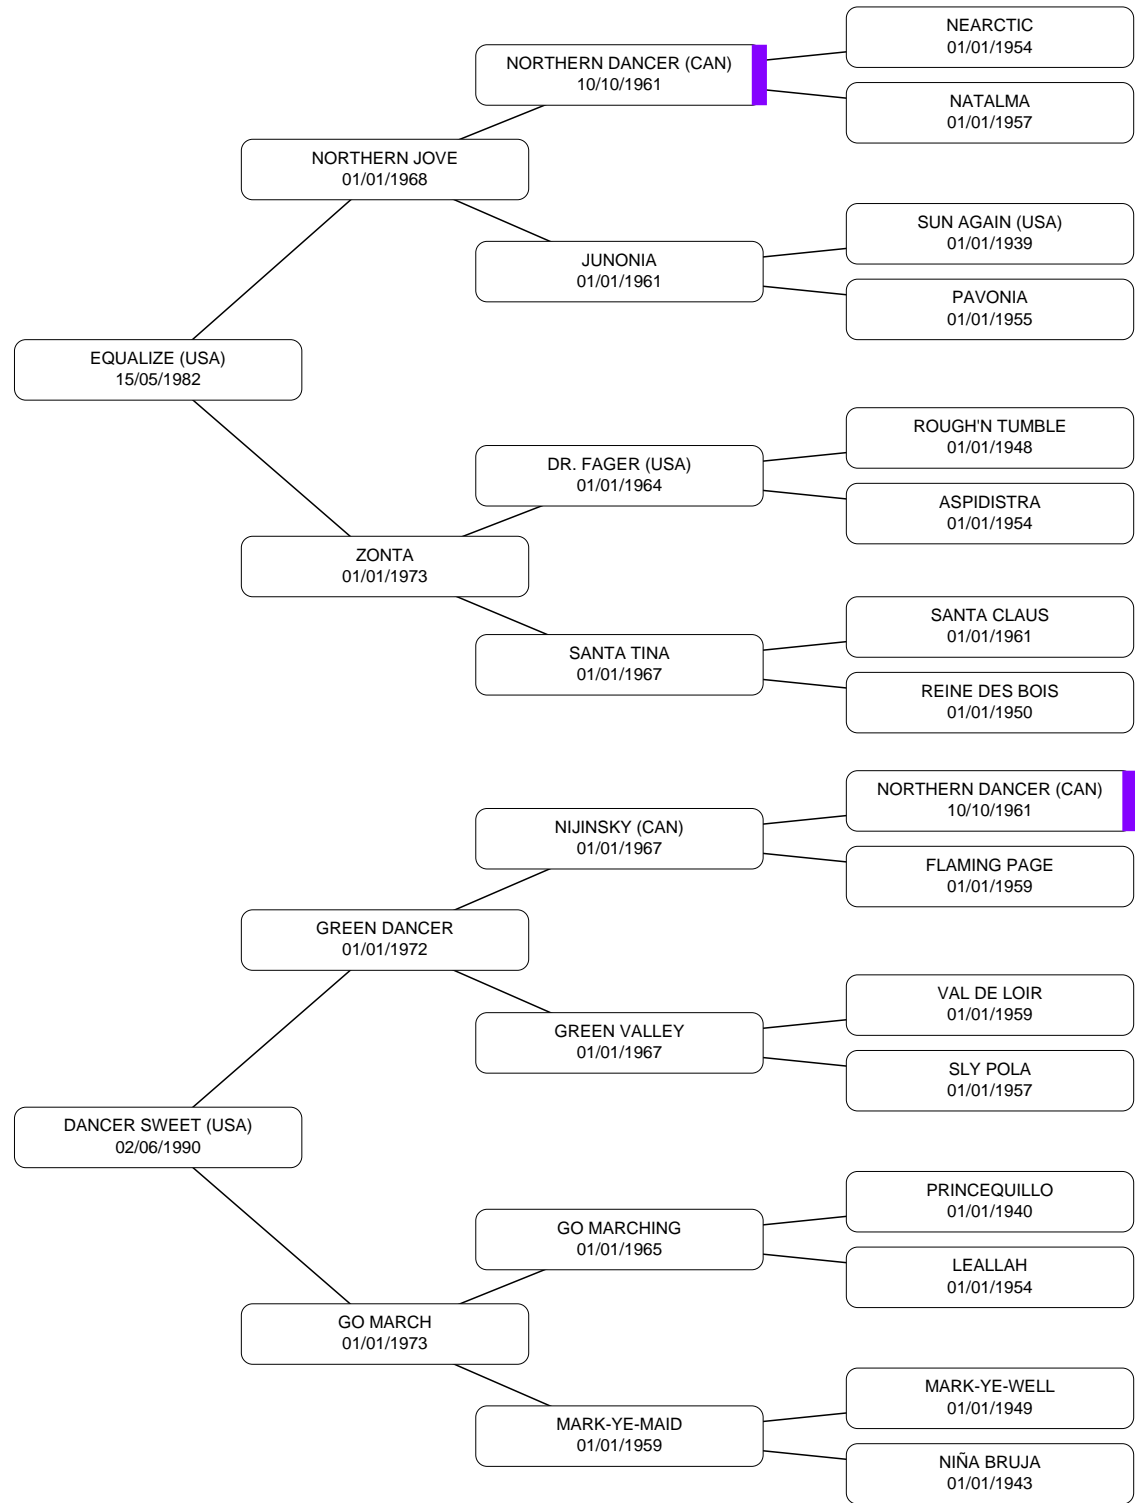 NEARCTIC
01/01/1954
NORTHERN DANCER (CAN)
10/10/1961
NATALMA
01/01/1957
NORTHERN JOVE
01/01/1968
SUN AGAIN (USA)
01/01/1939
JUNONIA
01/01/1961
PAVONIA
01/01/1955
EQUALIZE (USA)
15/05/1982
ROUGH'N TUMBLE
01/01/1948
DR. FAGER (USA)
01/01/1964
ASPIDISTRA
01/01/1954
ZONTA
01/01/1973
SANTA CLAUS
01/01/1961
SANTA TINA
01/01/1967
REINE DES BOIS
01/01/1950
NORTHERN DANCER (CAN)
10/10/1961
NIJINSKY (CAN)
01/01/1967
FLAMING PAGE
01/01/1959
GREEN DANCER
01/01/1972
VAL DE LOIR
01/01/1959
GREEN VALLEY
01/01/1967
SLY POLA
01/01/1957
DANCER SWEET (USA)
02/06/1990
PRINCEQUILLO
01/01/1940
GO MARCHING
01/01/1965
LEALLAH
01/01/1954
GO MARCH
01/01/1973
MARK-YE-WELL
01/01/1949
MARK-YE-MAID
01/01/1959
NIÑA BRUJA
01/01/1943